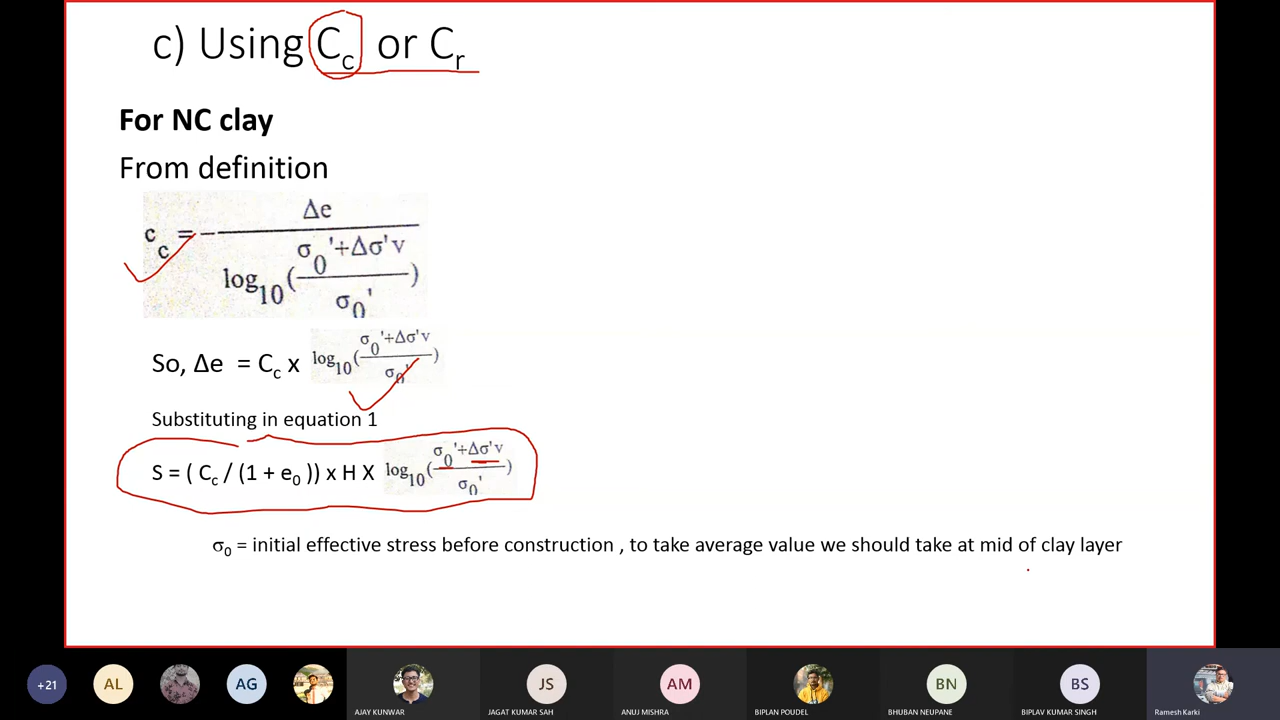 c) Using Cc or Cr
For NC clay
From definition
cc = − Δe / log10((σ0'+Δσ'v)/σ0')
So, Δe = Cc x log10((σ0'+Δσ'v)/σ0')
Substituting in equation 1
S = ( Cc / (1 + e0 )) x H X log10((σ0'+Δσ'v)/σ0')
σ0 = initial effective stress before construction , to take average value we should take at mid of clay layer
+21 AL AG JS AM BN BS
AJAY KUNWAR JAGAT KUMAR SAH ANUJ MISHRA BIPLAN POUDEL BHUBAN NEUPANE BIPLAV KUMAR SINGH Ramesh Karki